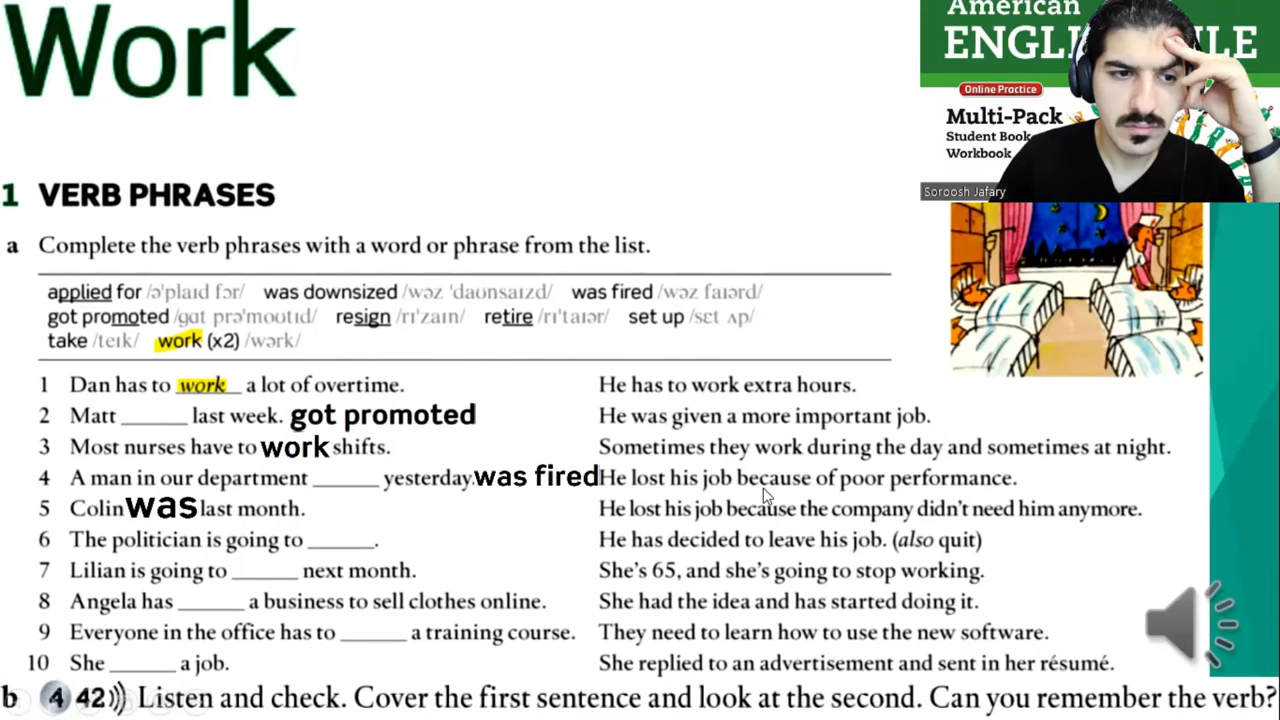 Work
American
ENGL ILE
Online Practice
Multi-Pack
Student Book
Workbook
Soroosh Jafary
1 VERB PHRASES
a Complete the verb phrases with a word or phrase from the list.
applied for /ə'plaɪd fɔr/ was downsized /wəz 'daʊnsaɪzd/ was fired /wəz faɪərd/
got promoted /gɑt prə'moʊtɪd/ resign /rɪ'zaɪn/ retire /rɪ'taɪər/ set up /sɛt ʌp/
take /teɪk/ work (x2) /wərk/
1 Dan has to work a lot of overtime. He has to work extra hours.
2 Matt ______ last week. got promoted He was given a more important job.
3 Most nurses have to work shifts. Sometimes they work during the day and sometimes at night.
4 A man in our department ______ yesterday. was fired He lost his job because of poor performance.
5 Colin was last month. He lost his job because the company didn't need him anymore.
6 The politician is going to ______. He has decided to leave his job. (also quit)
7 Lilian is going to ______ next month. She's 65, and she's going to stop working.
8 Angela has ______ a business to sell clothes online. She had the idea and has started doing it.
9 Everyone in the office has to ______ a training course. They need to learn how to use the new software.
10 She ______ a job. She replied to an advertisement and sent in her résumé.
b 4 42 Listen and check. Cover the first sentence and look at the second. Can you remember the verb?